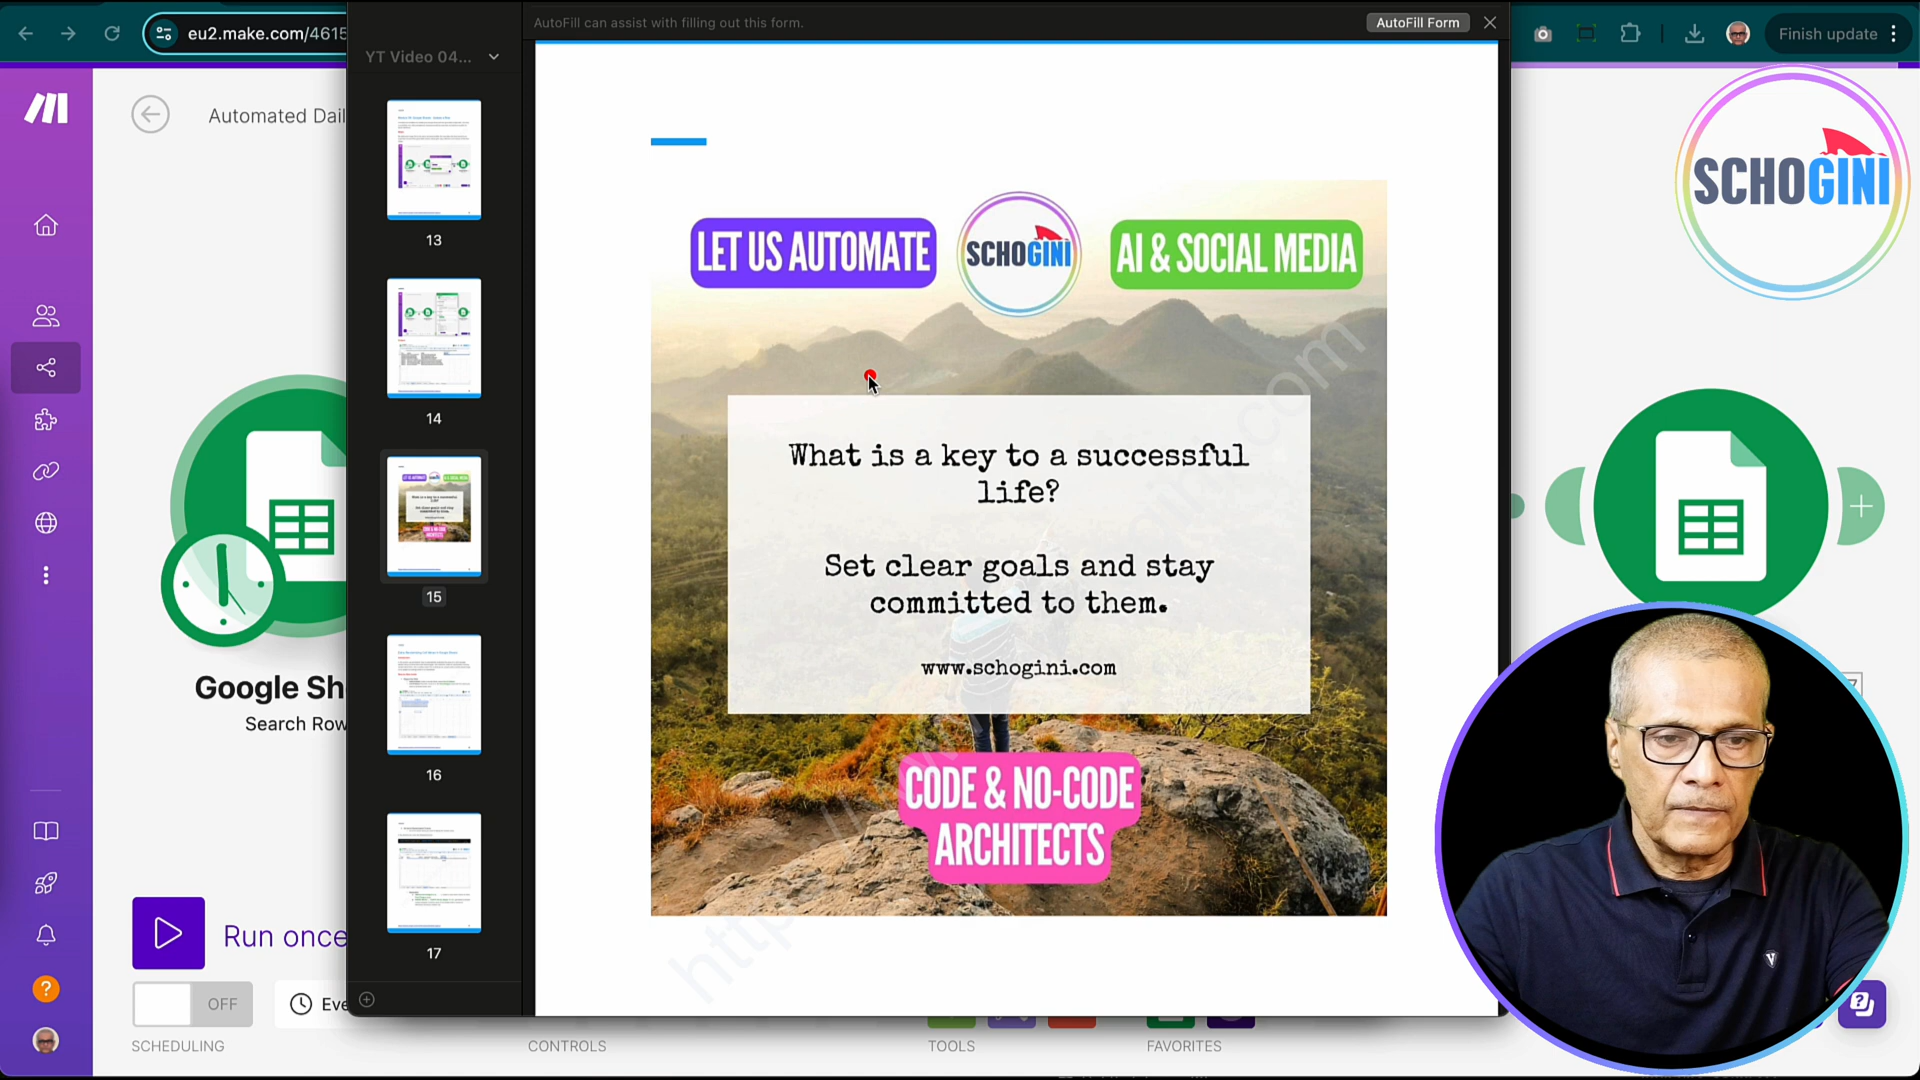 AutoFill can assist with filling out this form.
AutoFill Form
eu2.make.com/4615
YT Video 04...
Finish update
Automated Dail
SCHOGINI
LET US AUTOMATE
SCHOGINI
AI & SOCIAL MEDIA
13
14
What is a key to a successful
life?
Set clear goals and stay
committed to them.
www.schogini.com
15
Google Sh
Search Row
CODE & NO-CODE
ARCHITECTS
16
17
Run once
OFF
Eve
SCHEDULING
CONTROLS
TOOLS
FAVORITES